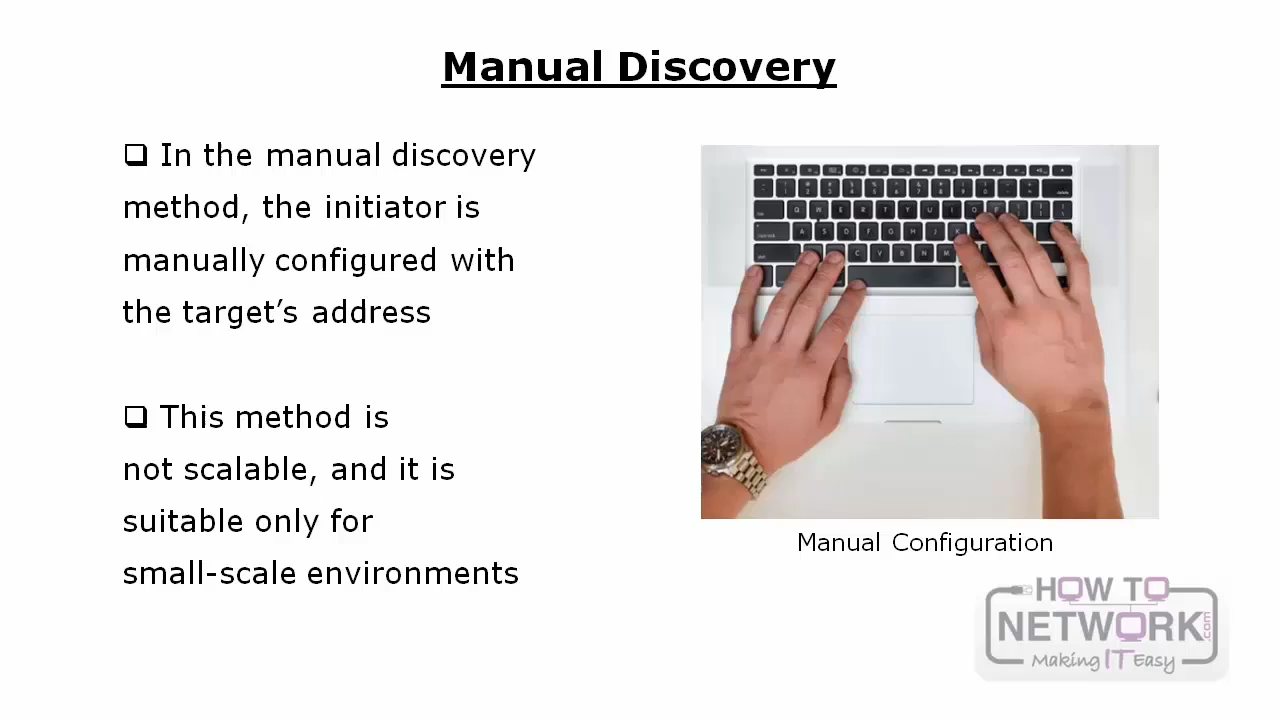 Manual Discovery
❑ In the manual discovery
method, the initiator is
manually configured with
the target’s address
❑ This method is
not scalable, and it is
suitable only for
small-scale environments
Manual Configuration
HOW TO
NETWORK.com
Making IT Easy